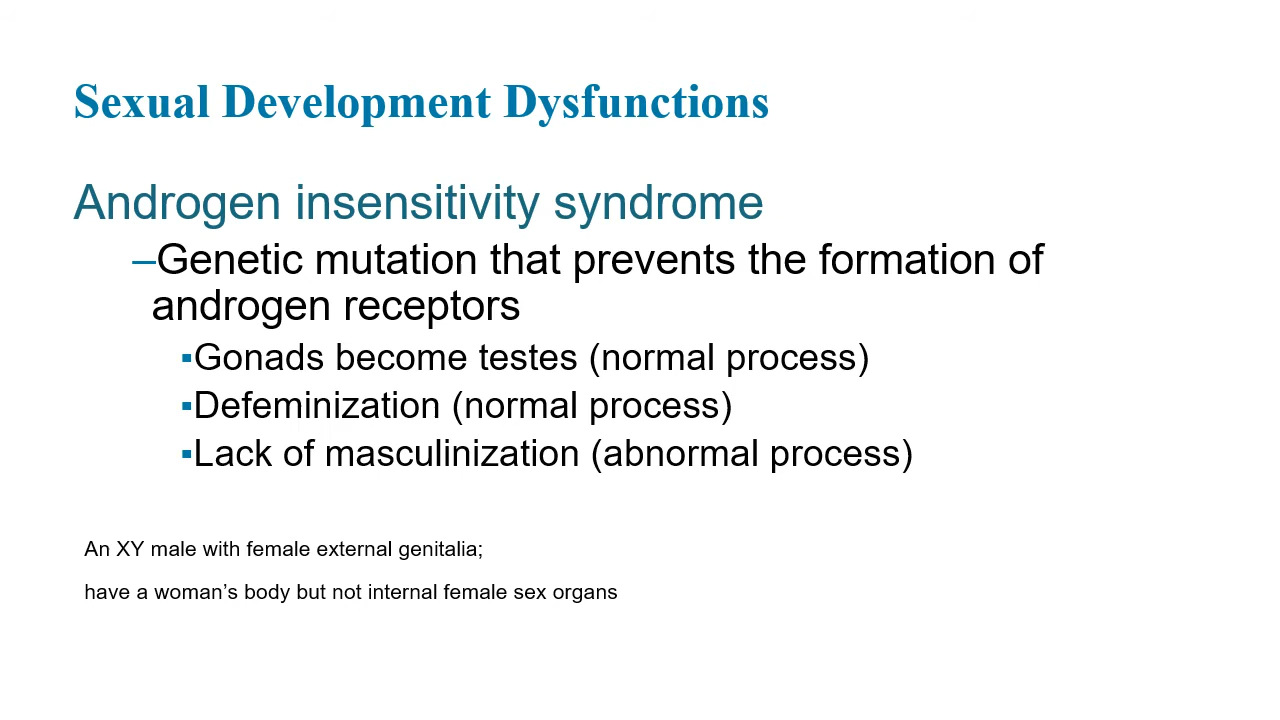 Sexual Development Dysfunctions
Androgen insensitivity syndrome
–Genetic mutation that prevents the formation of
androgen receptors
▪Gonads become testes (normal process)
▪Defeminization (normal process)
▪Lack of masculinization (abnormal process)
An XY male with female external genitalia;
have a woman’s body but not internal female sex organs